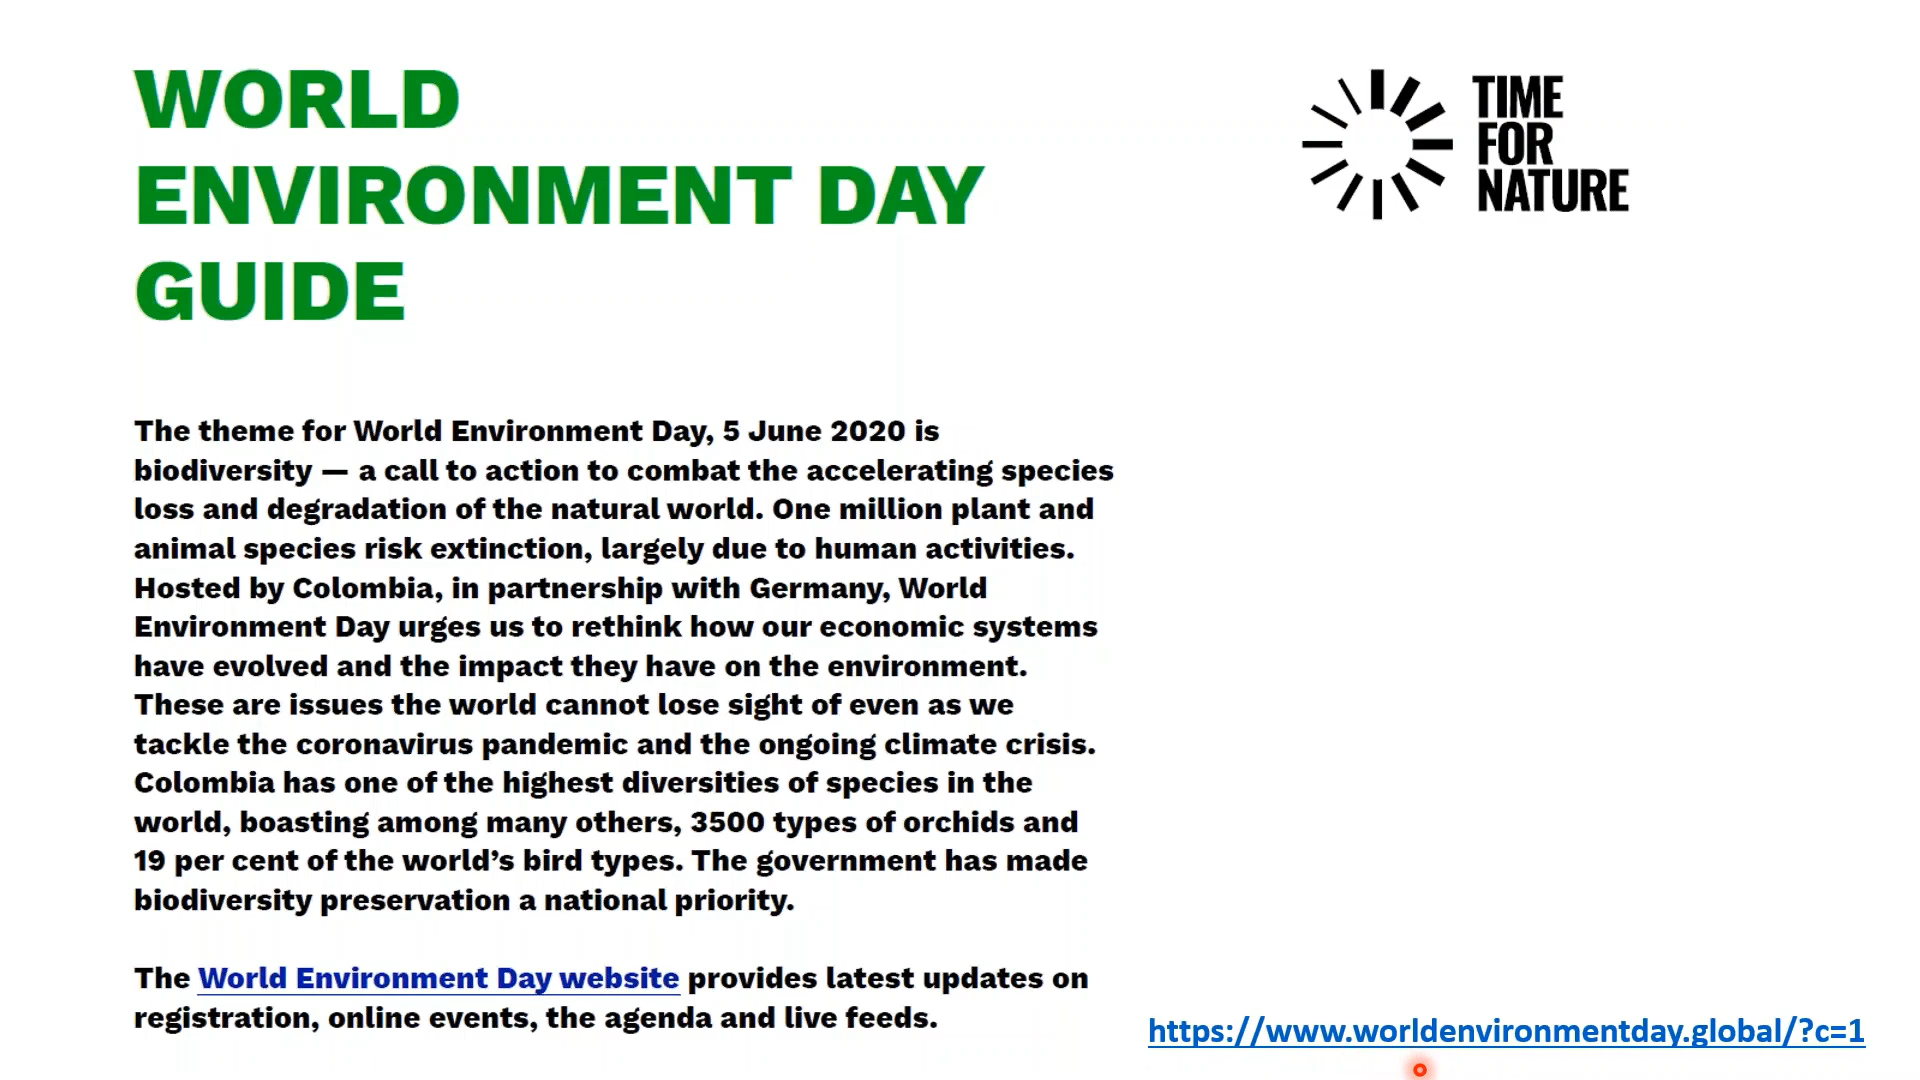 WORLD
ENVIRONMENT DAY
GUIDE
TIME
FOR
NATURE
The theme for World Environment Day, 5 June 2020 is
biodiversity — a call to action to combat the accelerating species
loss and degradation of the natural world. One million plant and
animal species risk extinction, largely due to human activities.
Hosted by Colombia, in partnership with Germany, World
Environment Day urges us to rethink how our economic systems
have evolved and the impact they have on the environment.
These are issues the world cannot lose sight of even as we
tackle the coronavirus pandemic and the ongoing climate crisis.
Colombia has one of the highest diversities of species in the
world, boasting among many others, 3500 types of orchids and
19 per cent of the world’s bird types. The government has made
biodiversity preservation a national priority.
The World Environment Day website provides latest updates on
registration, online events, the agenda and live feeds.
https://www.worldenvironmentday.global/?c=1